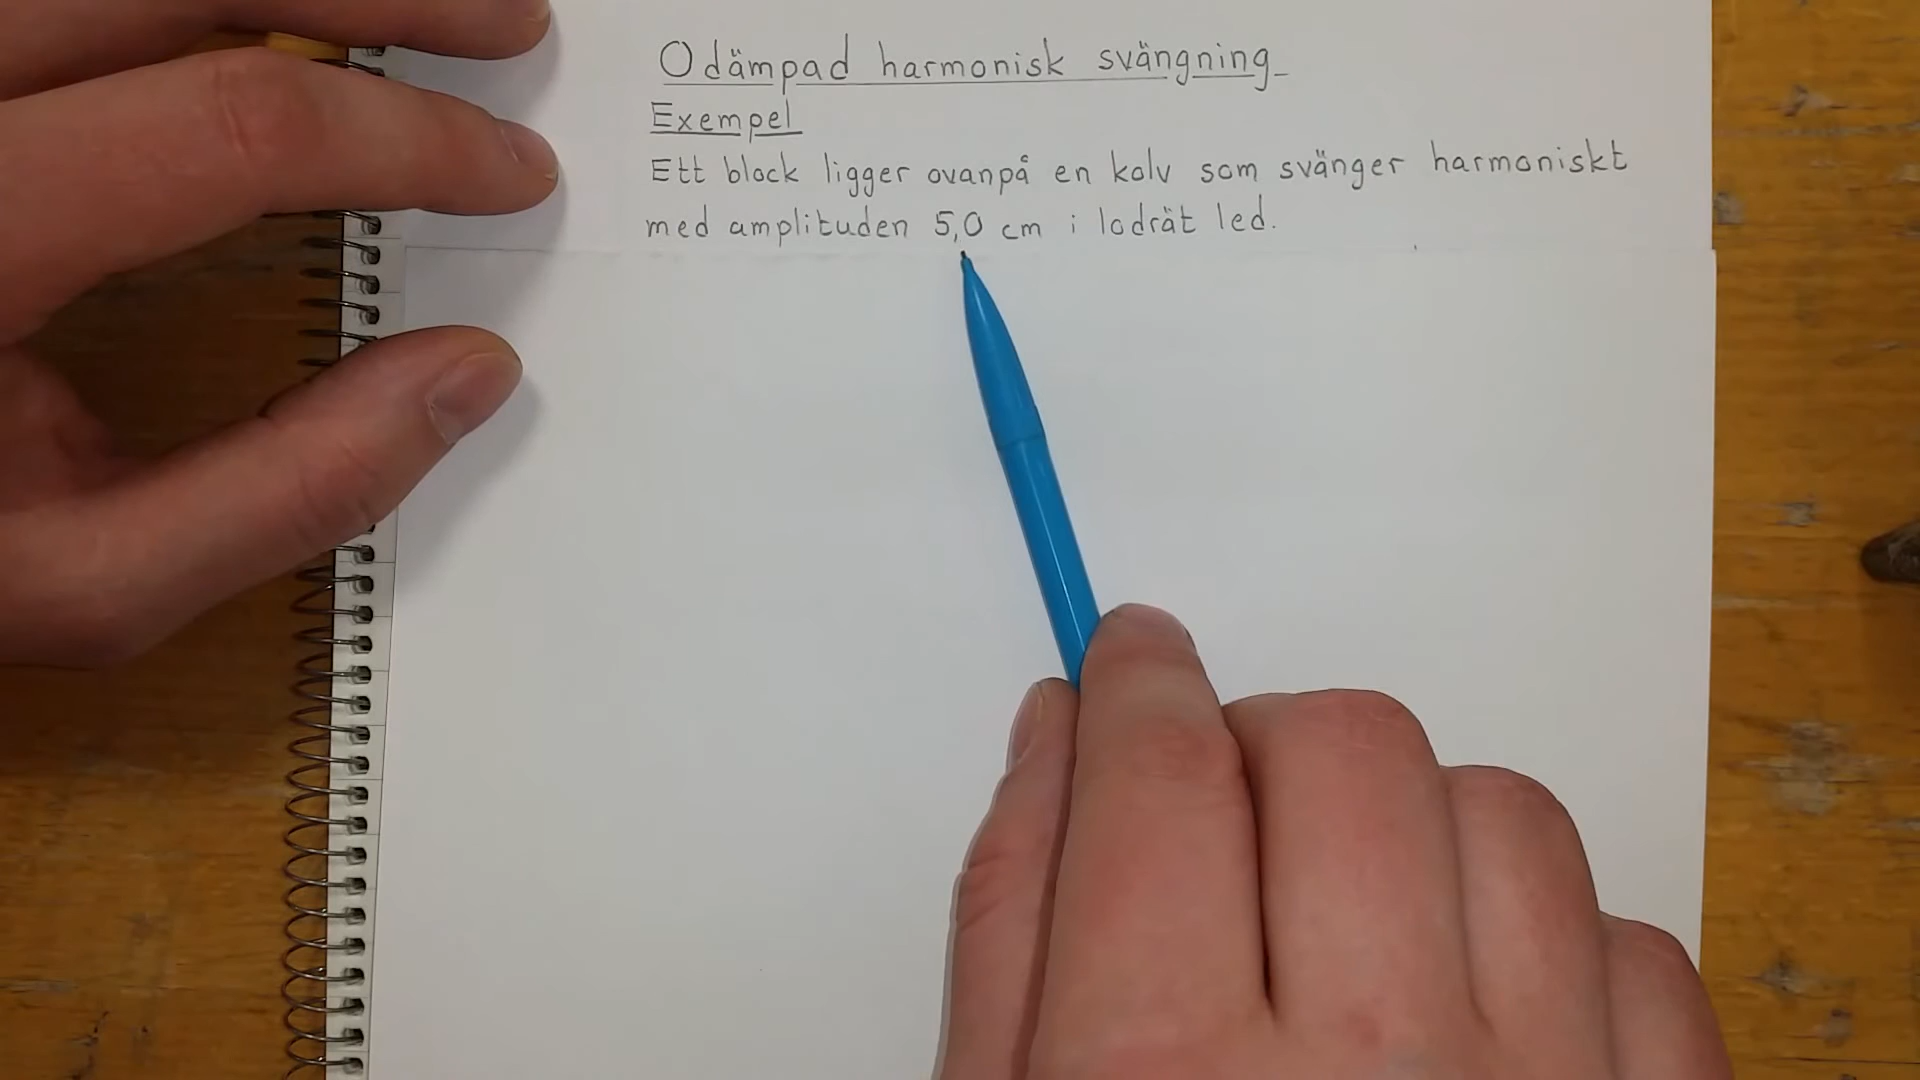 Odämpad harmonisk svängning
Exempel
Ett block ligger ovanpå en kolv som svänger harmoniskt
med amplituden 5,0 cm i lodrät led.